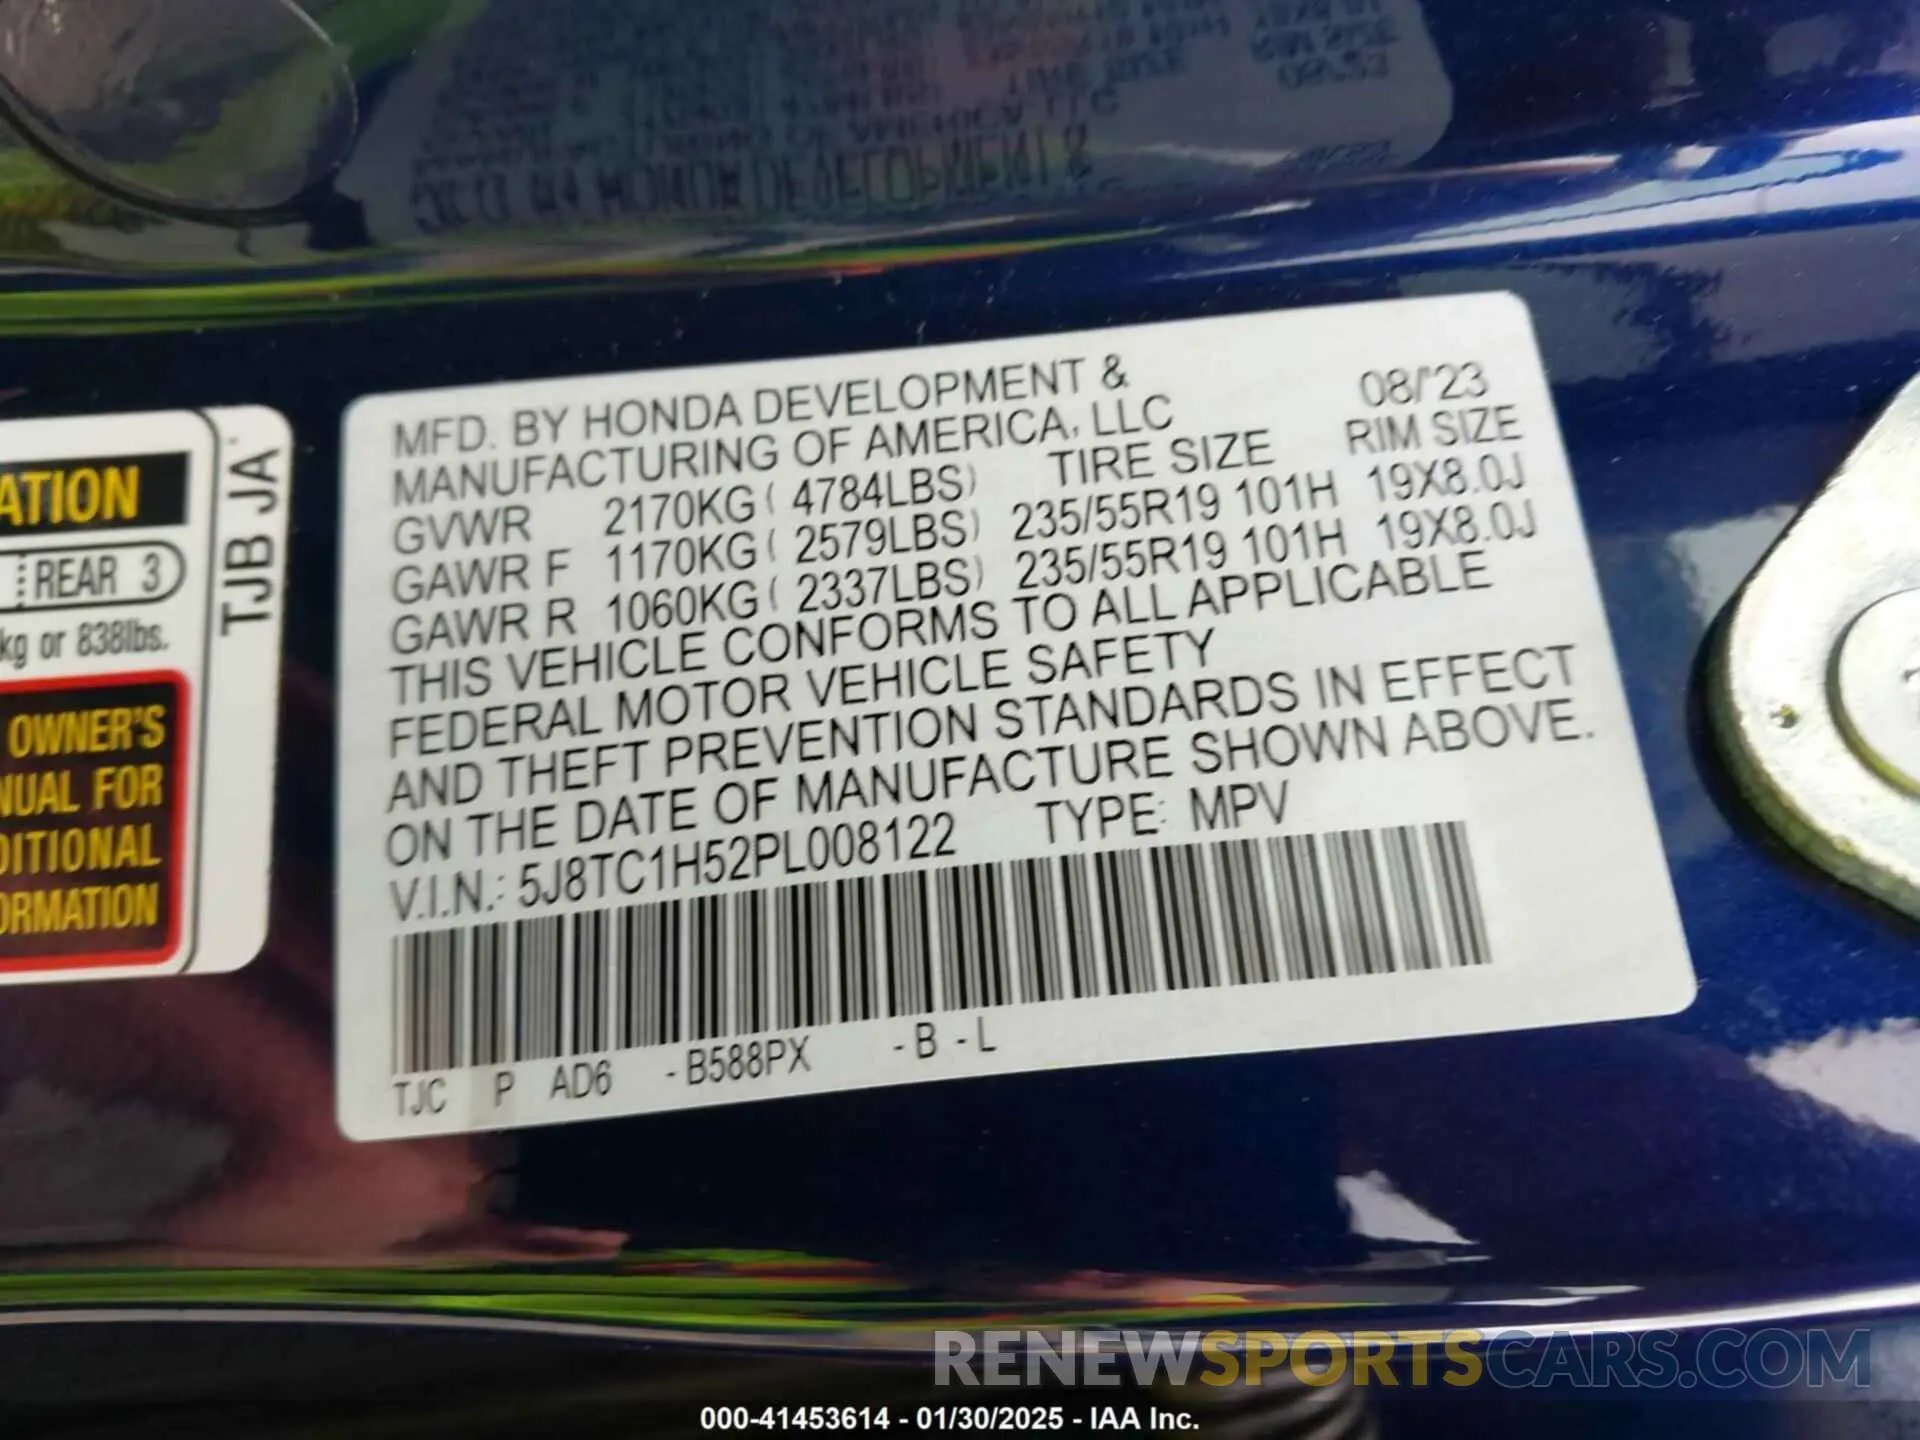 MFD. BY HONDA DEVELOPMENT & 08/'23
MANUFACTURING OF AMERICA, LLC RIM SIZE
TIRE SIZE
GVWR 2170KG ( 4784LBS)
GAWR F 1170KG ( 2579LBS) 235/55R19 101H 19X8.0J
GAWR R 1060KG ( 2337LBS) 235/55R19 101H 19X8.0J
THIS VEHICLE CONFORMS TO ALL APPLICABLE
FEDERAL MOTOR VEHICLE SAFETY
AND THEFT PREVENTION STANDARDS IN EFFECT
ON THE DATE OF MANUFACTURE SHOWN ABOVE.
V.I.N.: 5J8TC1H52PL008122 TYPE: MPV
TJC P AD6 -B588PX -B -L
ATION
REAR 3
kg or 838lbs.
OWNER'S
NUAL FOR
DITIONAL
ORMATION
TJB JA
RENEWSPORTSCARS.COM
000-41453614 - 01/30/2025 - IAA Inc.